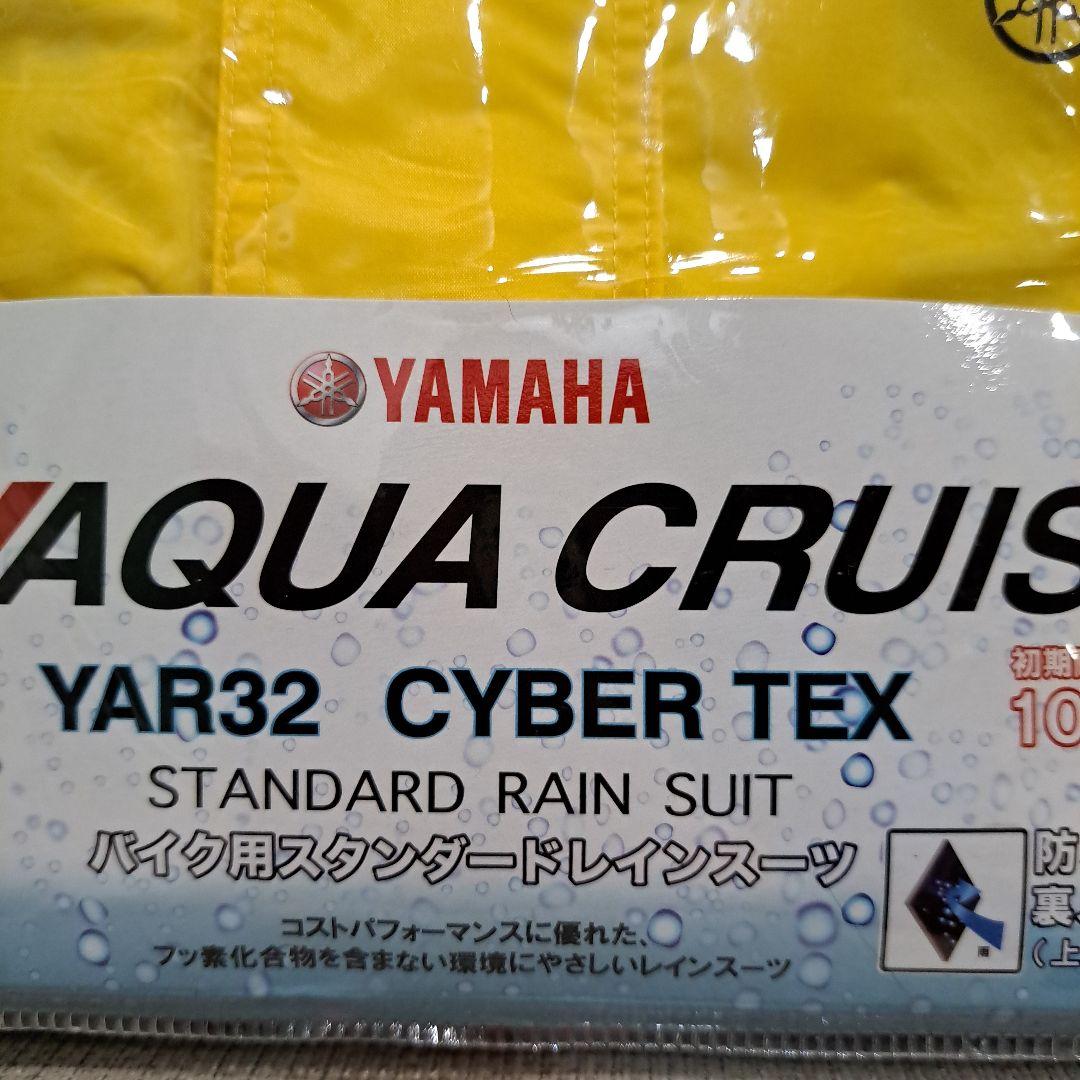 YAMAHA
YAQUA CRUIS
YAR32 CYBER TEX
初期
10
STANDARD RAIN SUIT
バイク用スタンダードレインスーツ
防
裏
(上
コストパフォーマンスに優れた、
フッ素化合物を含まない環境にやさしいレインスーツ